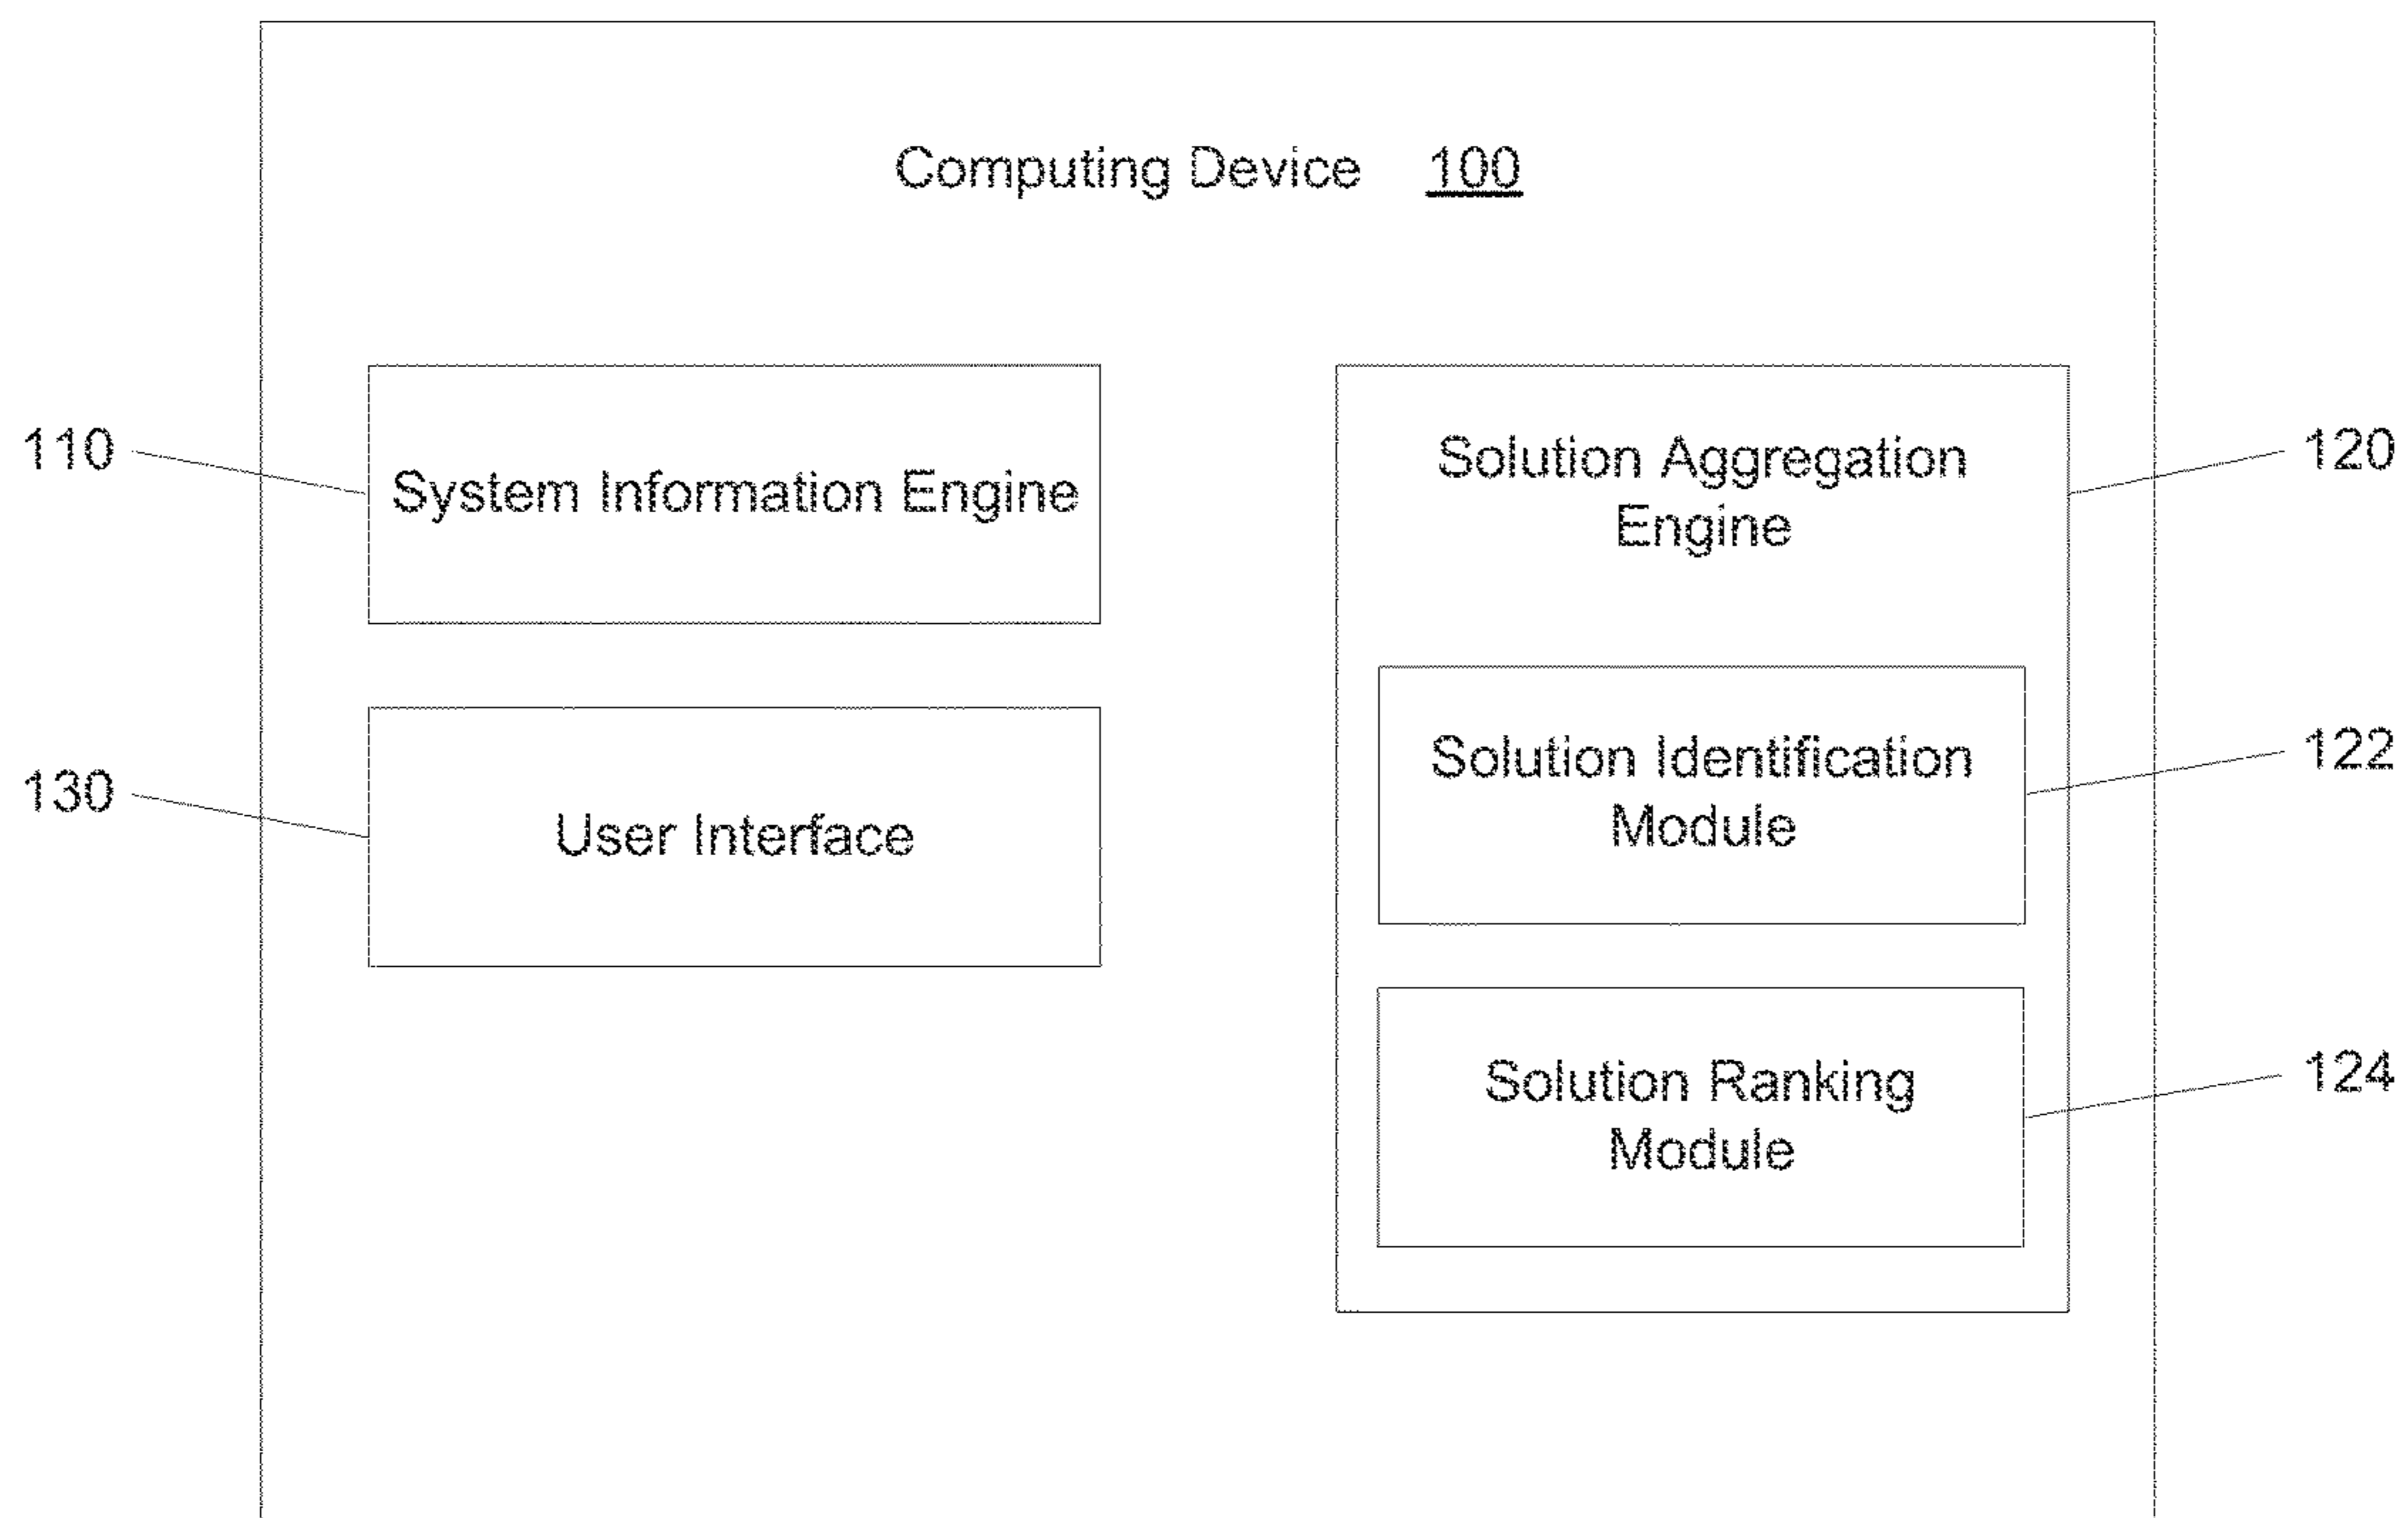 Computing Device 100
110
System Information Engine
Solution Aggregation
Engine
120
130
User Interface
Solution Identification
Module
122
Solution Ranking
Module
124